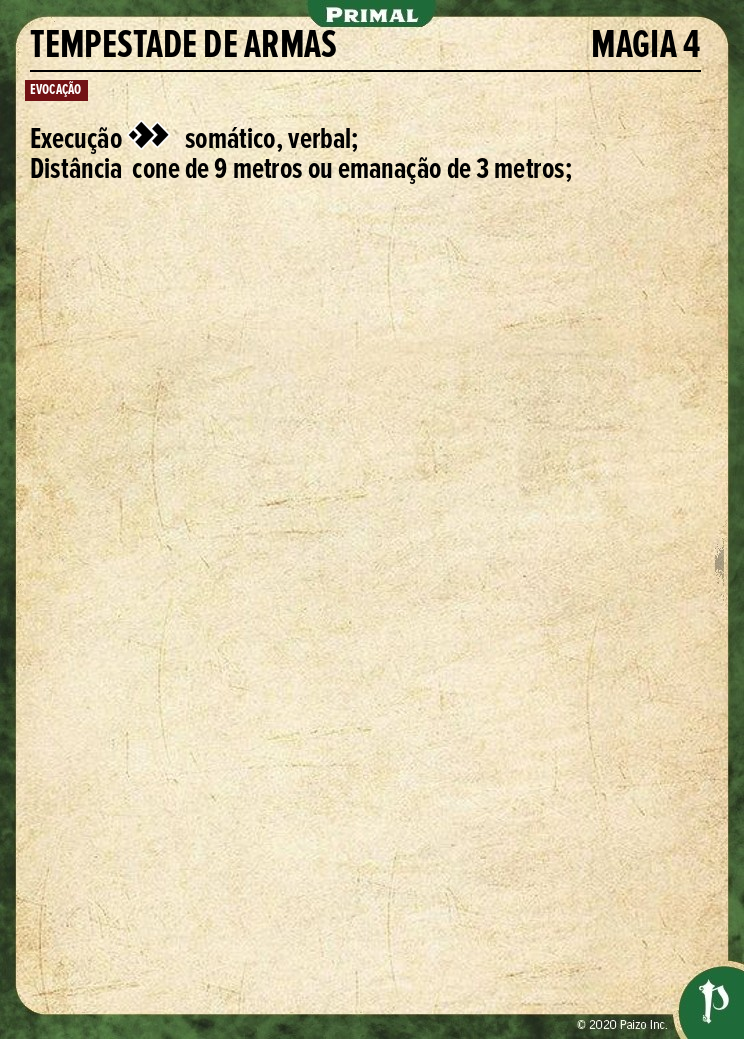 PRIMAL
TEMPESTADE DE ARMAS MAGIA 4
EVOCAÇÃO
Execução somático, verbal;
Distância cone de 9 metros ou emanação de 3 metros;
© 2020 Paizo Inc.